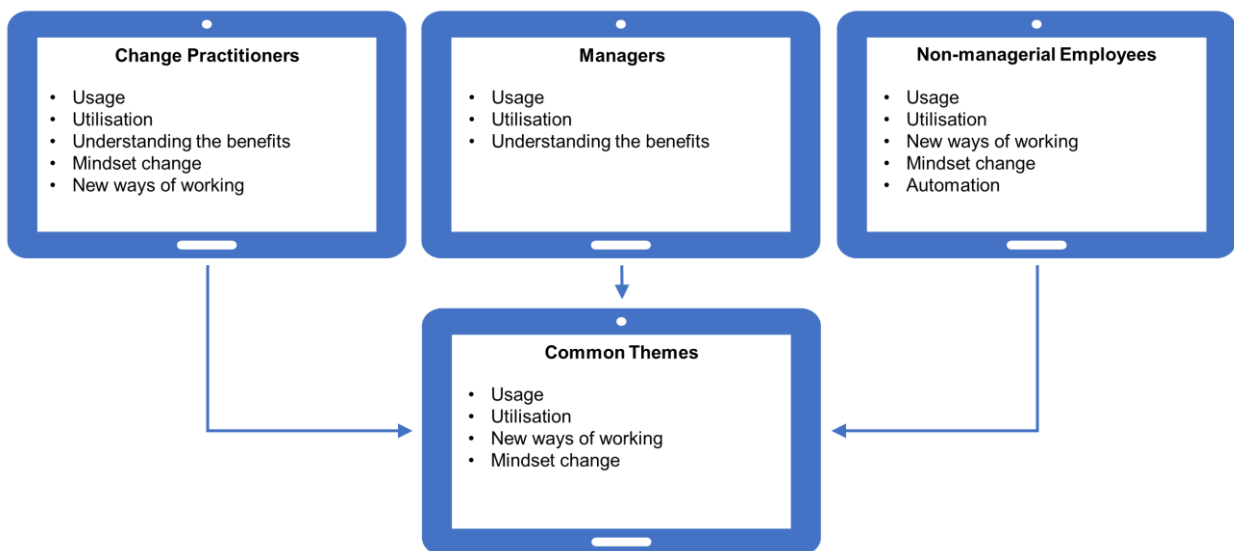 Change Practitioners
• Usage
• Utilisation
• Understanding the benefits
• Mindset change
• New ways of working
Managers
• Usage
• Utilisation
• Understanding the benefits
Non-managerial Employees
• Usage
• Utilisation
• New ways of working
• Mindset change
• Automation
Common Themes
• Usage
• Utilisation
• New ways of working
• Mindset change